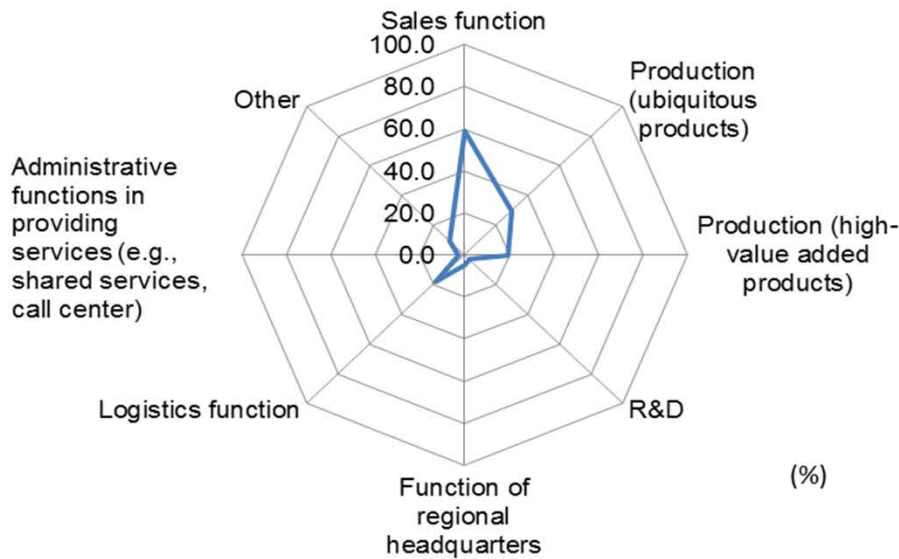 Sales function
100.0
80.0
60.0
40.0
20.0
0.0
Production
(ubiquitous
products)
Production (high-
value added
products)
R&D
Function of
regional
headquarters
Logistics function
Administrative
functions in
providing
services (e.g.,
shared services,
call center)
Other
(%)